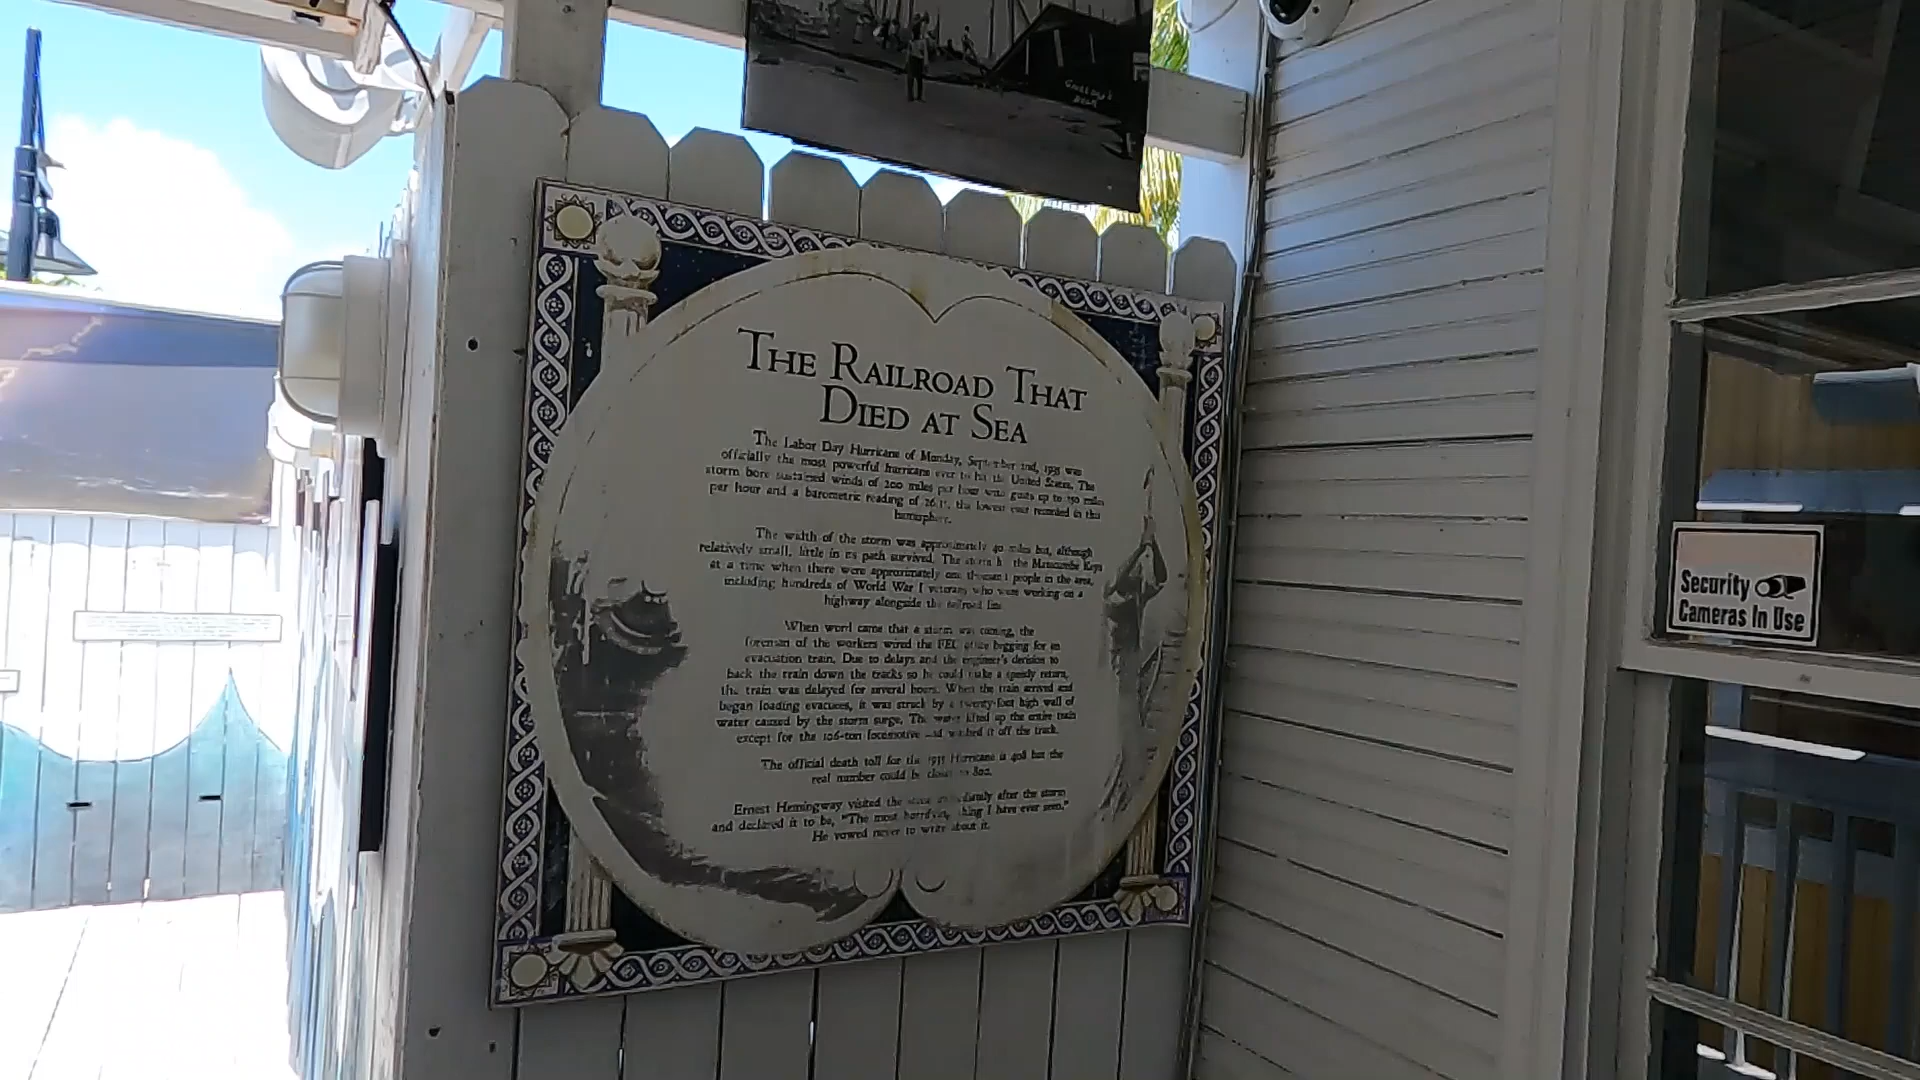 THE RAILROAD THAT
DIED AT SEA
The Labor Day Hurricane of Monday, September 2nd, 1935 was
officially the most powerful hurricane ever to hit the United States. The
storm bore sustained winds of 200 miles per hour with gusts up to 250 miles
per hour and a barometric reading of 26.1", the lowest ever recorded in this
hemisphere.
The width of the storm was approximately 40 miles but, although
relatively small, little in its path survived. The storm hit the Matecumbe Keys
at a time when there were approximately one thousand people in the area,
including hundreds of World War I veterans who were working on a
highway alongside the railroad line.
When word came that a storm was coming, the
foreman of the workers wired the FEC office begging for an
evacuation train. Due to delays and the engineer's decision to
back the train down the tracks so he could make a speedy return,
the train was delayed for several hours. When the train arrived and
began loading evacuees, it was struck by a twenty-foot high wall of
water caused by the storm surge. The water lifted up the entire train
except for the 106-ton locomotive and washed it off the track.
The official death toll for the 1935 Hurricane is 408 but the
real number could be closer to 800.
Ernest Hemingway visited the immediately after the storm
and declared it to be, "The most horrifying thing I have ever seen."
He vowed never to write about it.
Security
Cameras In Use